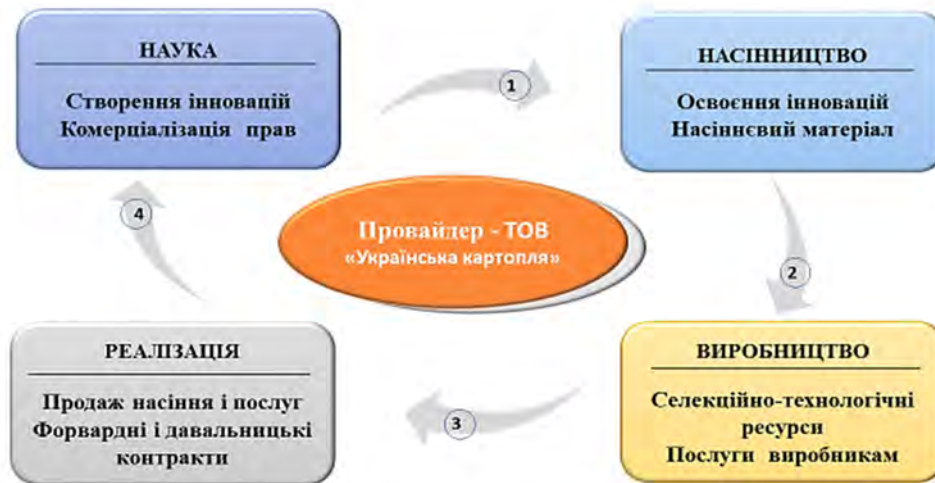 НАУКА
Створення інновацій
Комерціалізація прав
1
НАСІННИЦТВО
Освоєння інновацій
Насіннєвий матеріал
4
Провайдер - ТОВ
«Українська картопля»
2
РЕАЛІЗАЦІЯ
Продаж насіння і послуг
Форвардні і давальницькі
контракти
3
ВИРОБНИЦТВО
Селекційно-технологічні
ресурси
Послуги виробникам